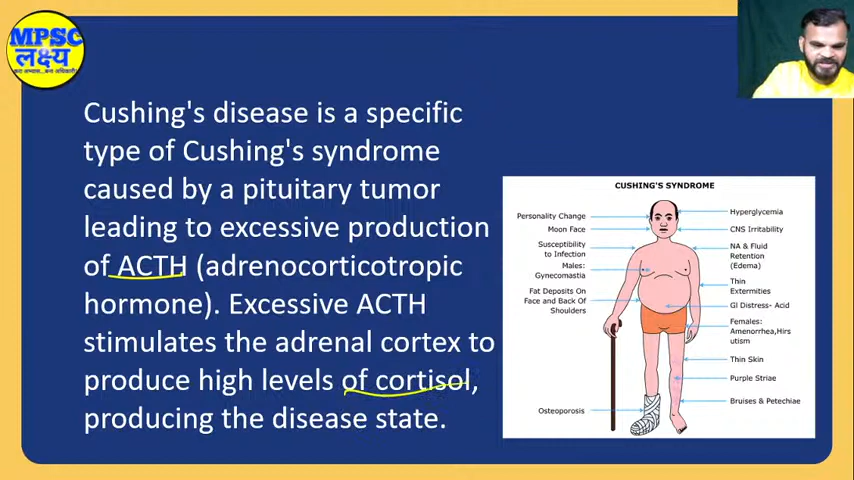 MPSC
लक्ष्य
Cushing's disease is a specific
type of Cushing's syndrome
caused by a pituitary tumor
leading to excessive production
of ACTH (adrenocorticotropic
hormone). Excessive ACTH
stimulates the adrenal cortex to
produce high levels of cortisol,
producing the disease state.
CUSHING'S SYNDROME
Personality Change
Moon Face
Susceptibility
to Infection
Males:
Gynecomastia
Fat Deposits On
Face and Back Of
Shoulders
Osteoporosis
Hyperglycemia
CNS Irritability
NA & Fluid
Retention
(Edema)
Thin
Extermities
GI Distress- Acid
Females:
Amenorrhea,Hirs
utism
Thin Skin
Purple Striae
Bruises & Petechiae